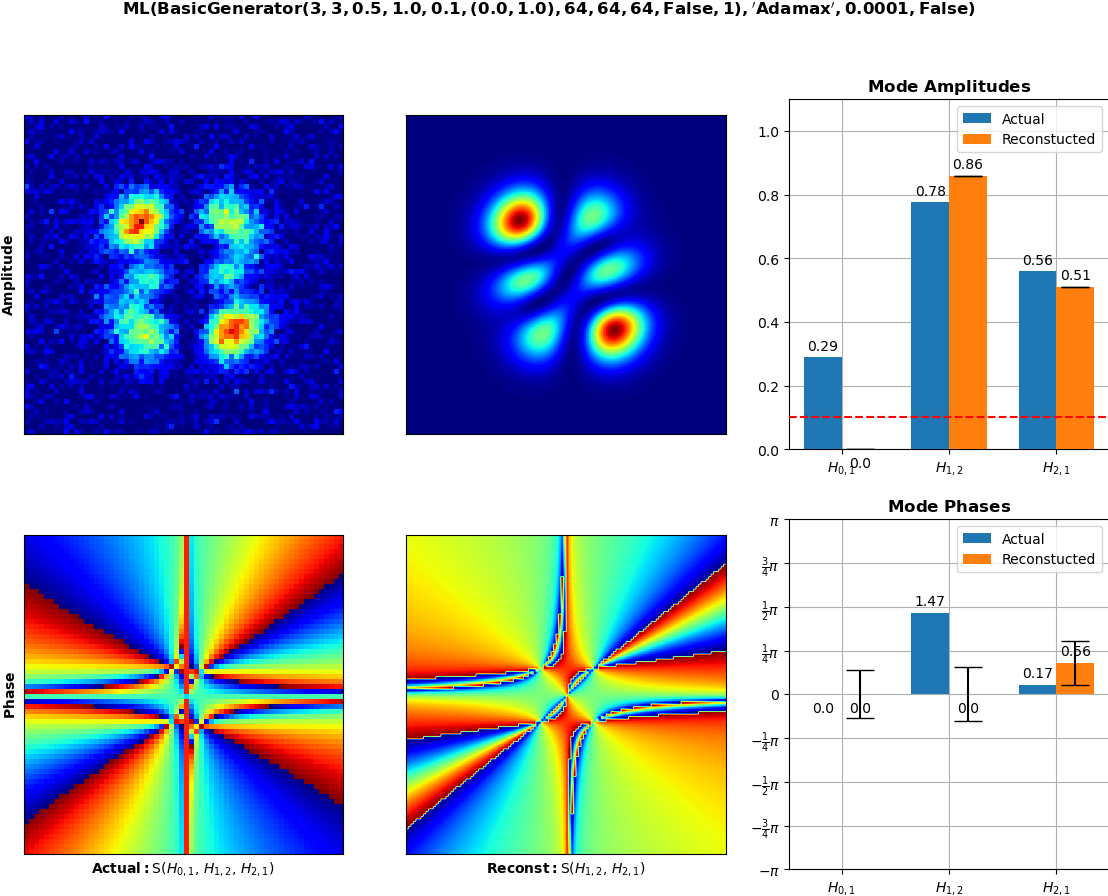 ML(BasicGenerator(3, 3, 0.5, 1.0, 0.1, (0.0, 1.0), 64, 64, 64, False, 1), 'Adamax', 0.0001, False)
Amplitude
Mode Amplitudes
Actual
Reconstucted
1.0
0.8
0.6
0.4
0.2
0.0
0.29
0.0
0.78
0.86
0.56
0.51
H₀,₁
H₁,₂
H₂,₁
Phase
Actual: S(H₀,₁, H₁,₂, H₂,₁)
Reconst: S(H₁,₂, H₂,₁)
Mode Phases
Actual
Reconstucted
π
¾π
½π
¼π
0
−¼π
−½π
−¾π
−π
0.0
0.0
1.47
0.0
0.17
0.56
H₀,₁
H₁,₂
H₂,₁